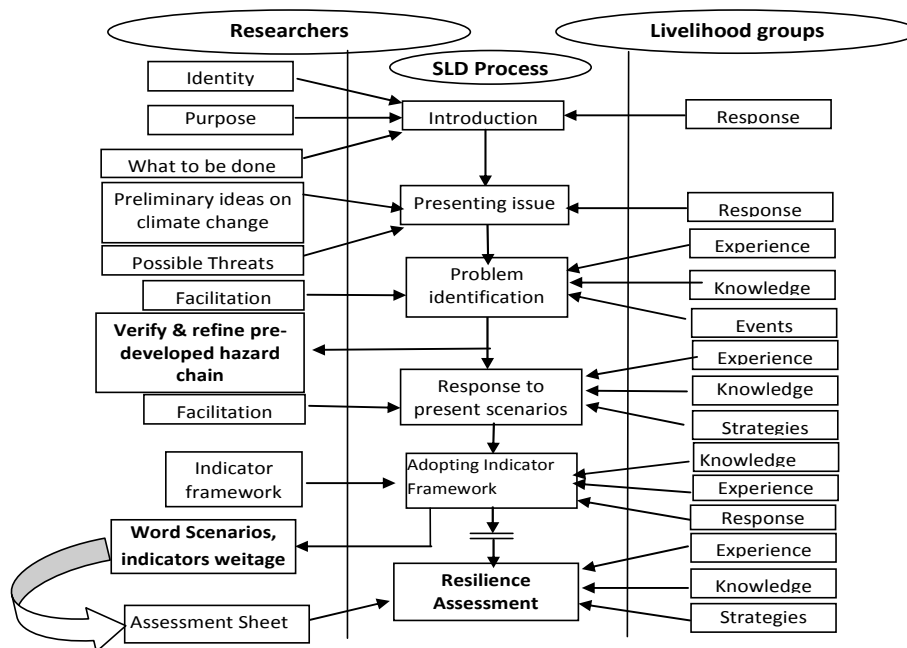 Researchers
Livelihood groups
SLD Process
Identity
Purpose
What to be done
Introduction
Response
Preliminary ideas on
climate change
Possible Threats
Presenting issue
Response
Facilitation
Problem
identification
Experience
Knowledge
Events
Verify & refine pre-
developed hazard
chain
Facilitation
Response to
present scenarios
Experience
Knowledge
Strategies
Indicator
framework
Adopting Indicator
Framework
Knowledge
Experience
Response
Word Scenarios,
indicators weitage
Assessment Sheet
Resilience
Assessment
Experience
Knowledge
Strategies